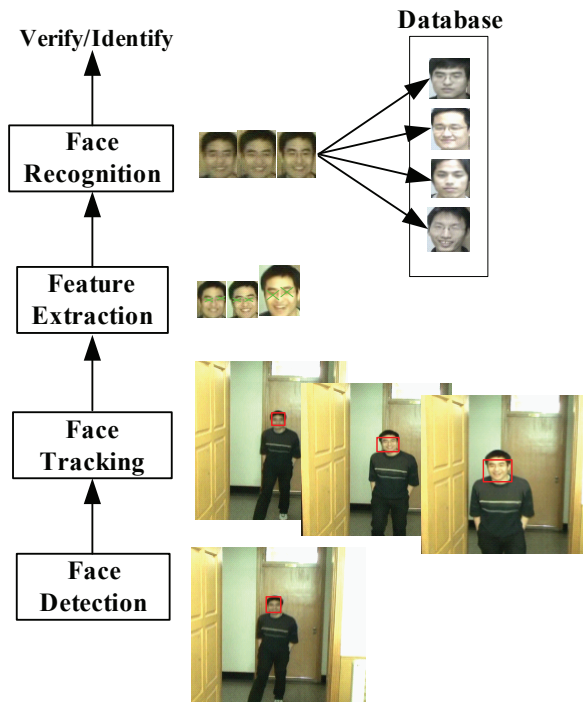 Database
Verify/Identify
Face
Recognition
Feature
Extraction
Face
Tracking
Face
Detection